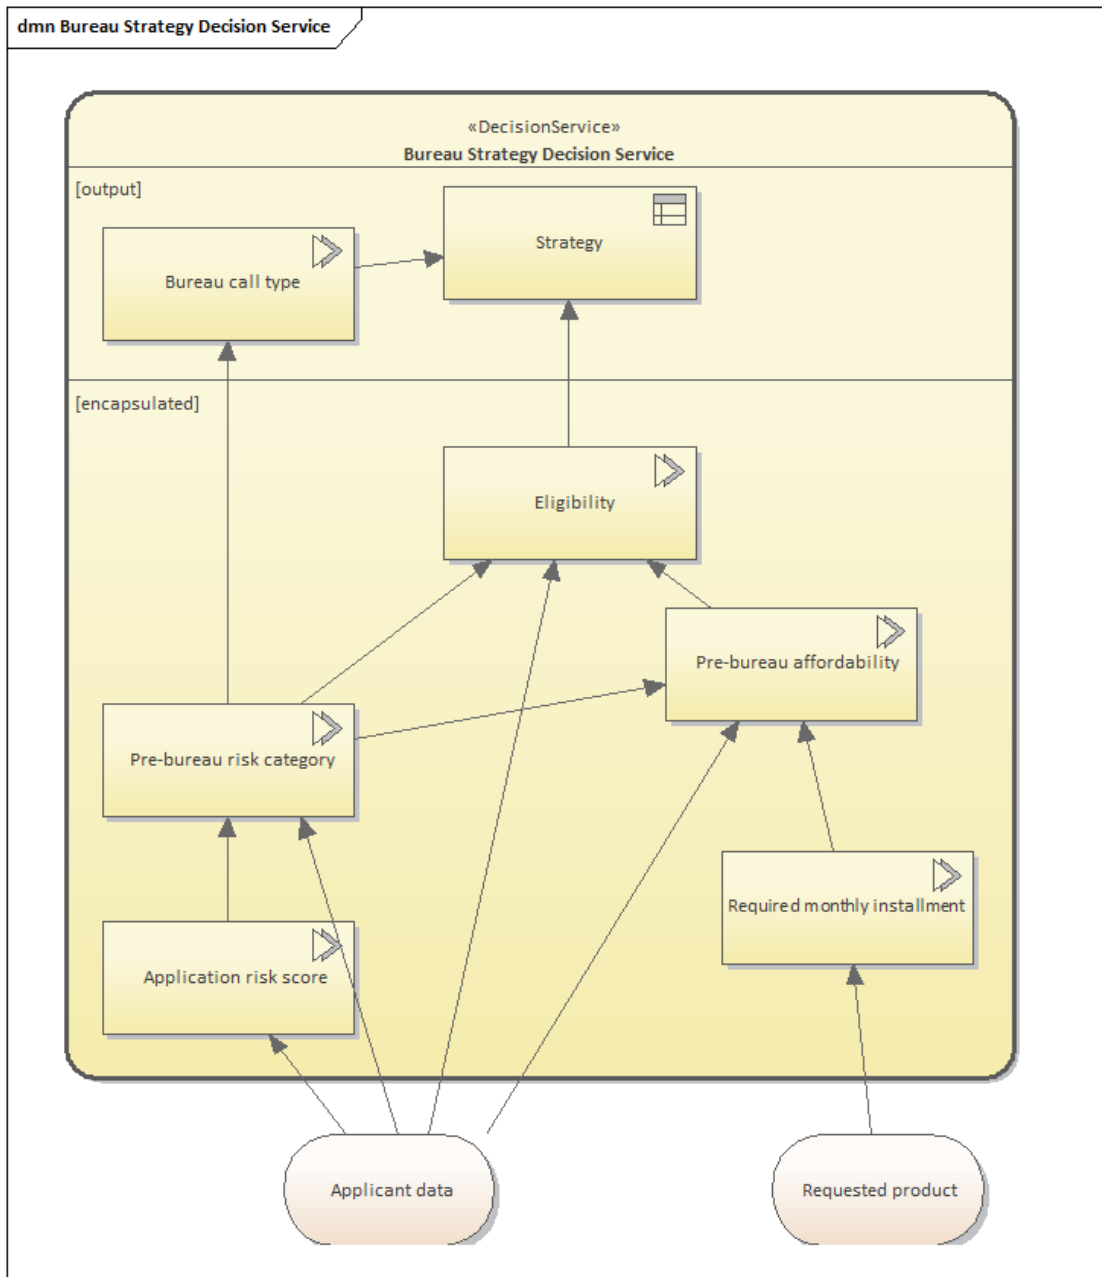 dmn Bureau Strategy Decision Service
«DecisionService»
Bureau Strategy Decision Service
[output]
Strategy
Bureau call type
[encapsulated]
Eligibility
Pre-bureau affordability
Pre-bureau risk category
Required monthly installment
Application risk score
Applicant data
Requested product